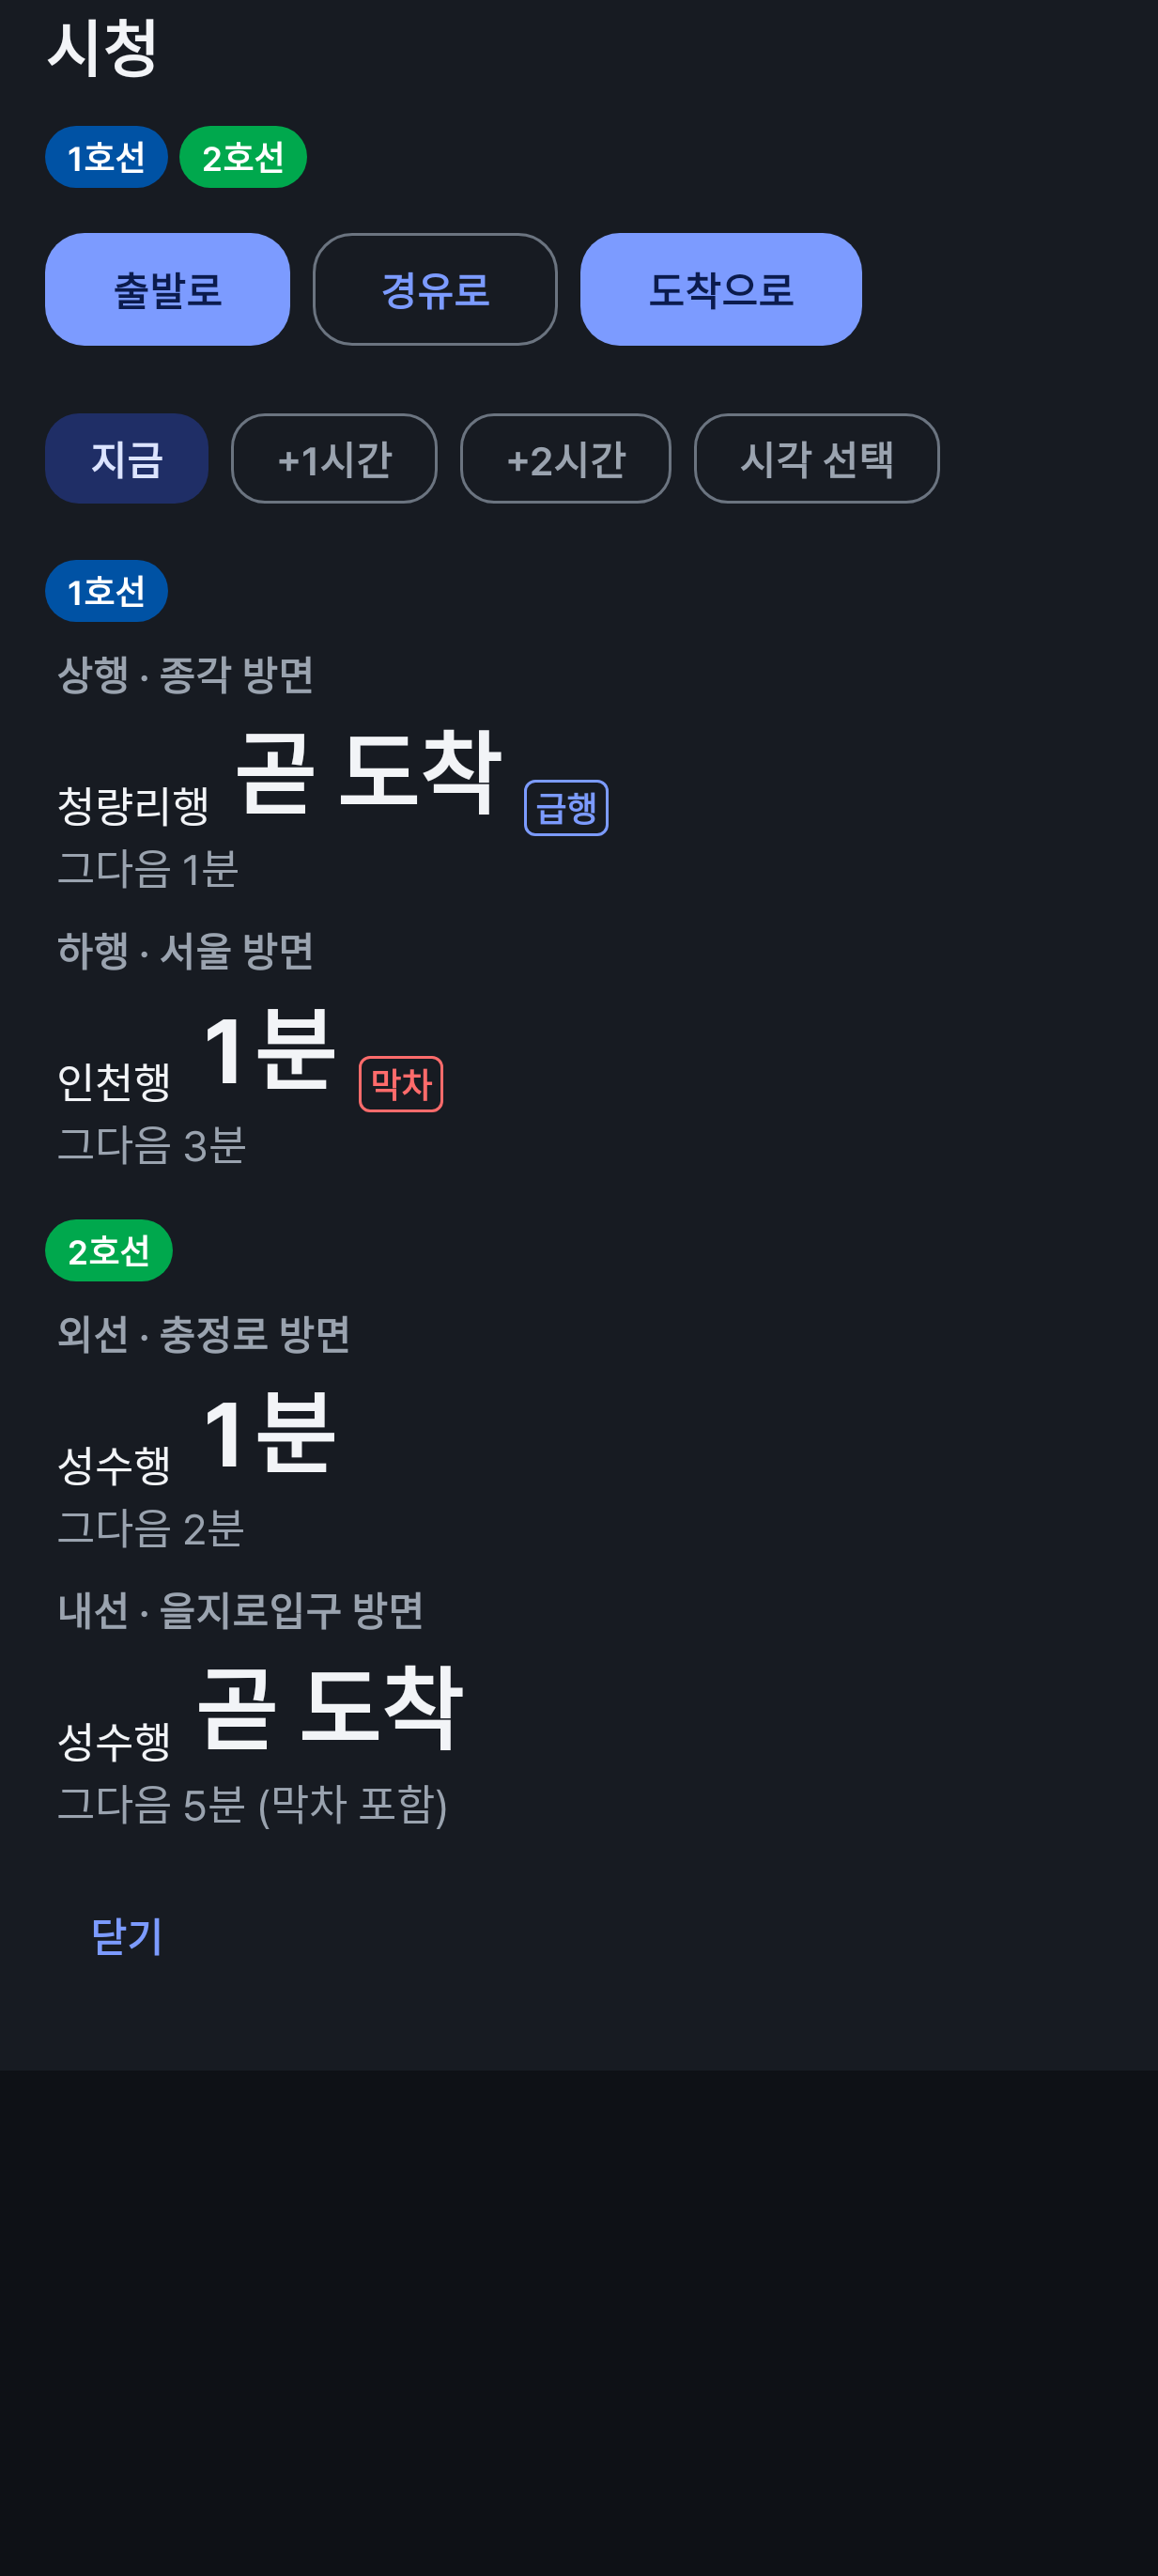 시청
1호선 2호선
출발로 경유로 도착으로
지금 +1시간 +2시간 시각 선택
1호선
상행 · 종각 방면
청량리행 곧 도착 급행
그다음 1분
하행 · 서울 방면
인천행 1분 막차
그다음 3분
2호선
외선 · 충정로 방면
성수행 1분
그다음 2분
내선 · 을지로입구 방면
성수행 곧 도착
그다음 5분 (막차 포함)
닫기